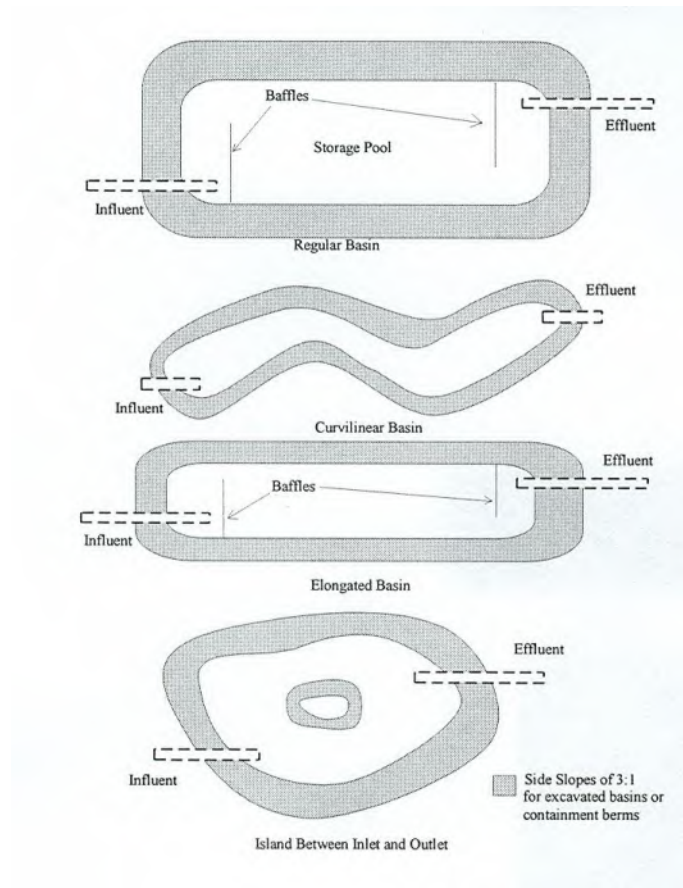 Baffles
Effluent
Storage Pool
Influent
Regular Basin
Effluent
Influent
Curvilinear Basin
Effluent
Baffles
Influent
Elongated Basin
Effluent
Influent
Side Slopes of 3:1
for excavated basins or
containment berms
Island Between Inlet and Outlet